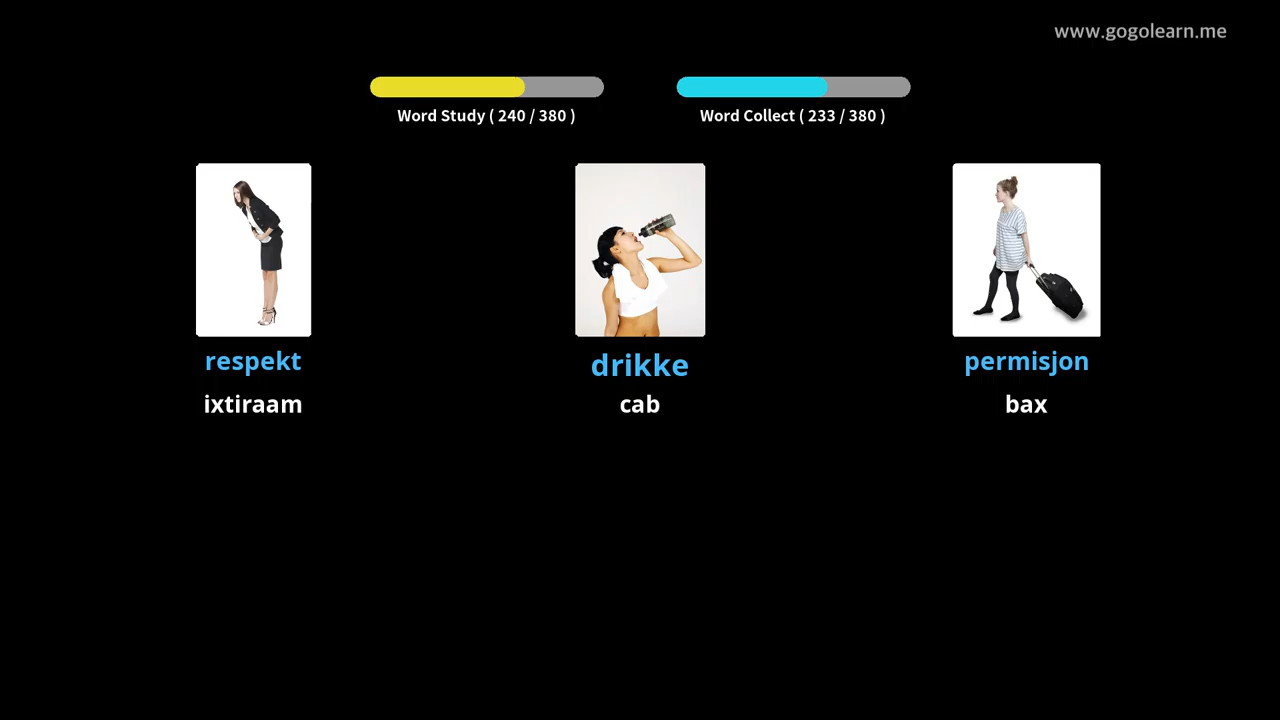 www.gogolearn.me
Word Study ( 240 / 380 )
Word Collect ( 233 / 380 )
respekt
ixtiraam
drikke
cab
permisjon
bax